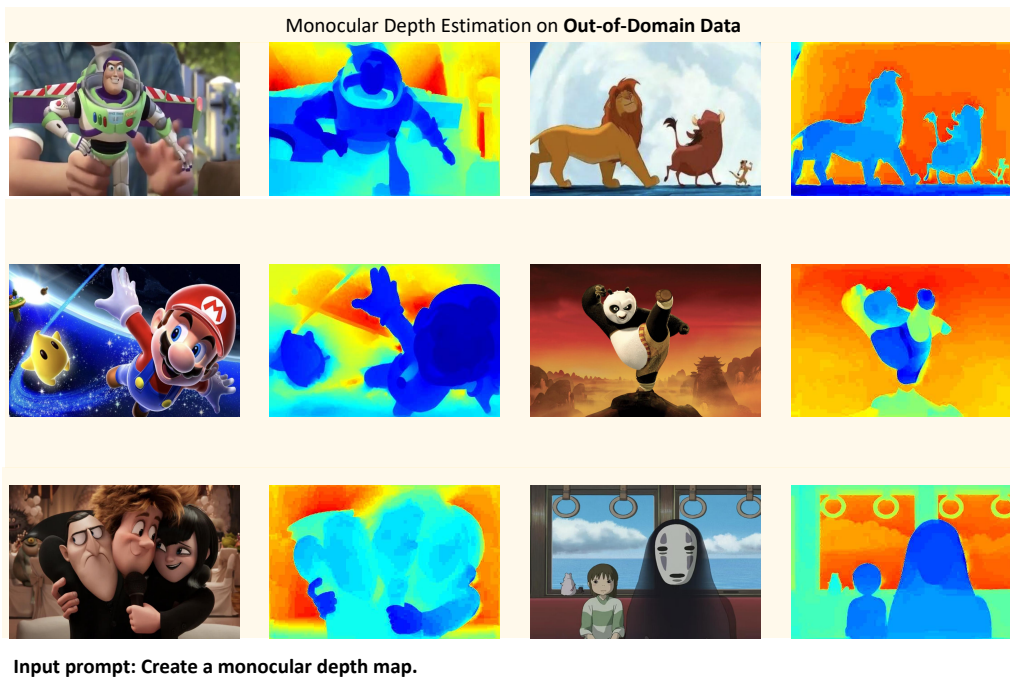 Monocular Depth Estimation on Out-of-Domain Data
M
Input prompt: Create a monocular depth map.